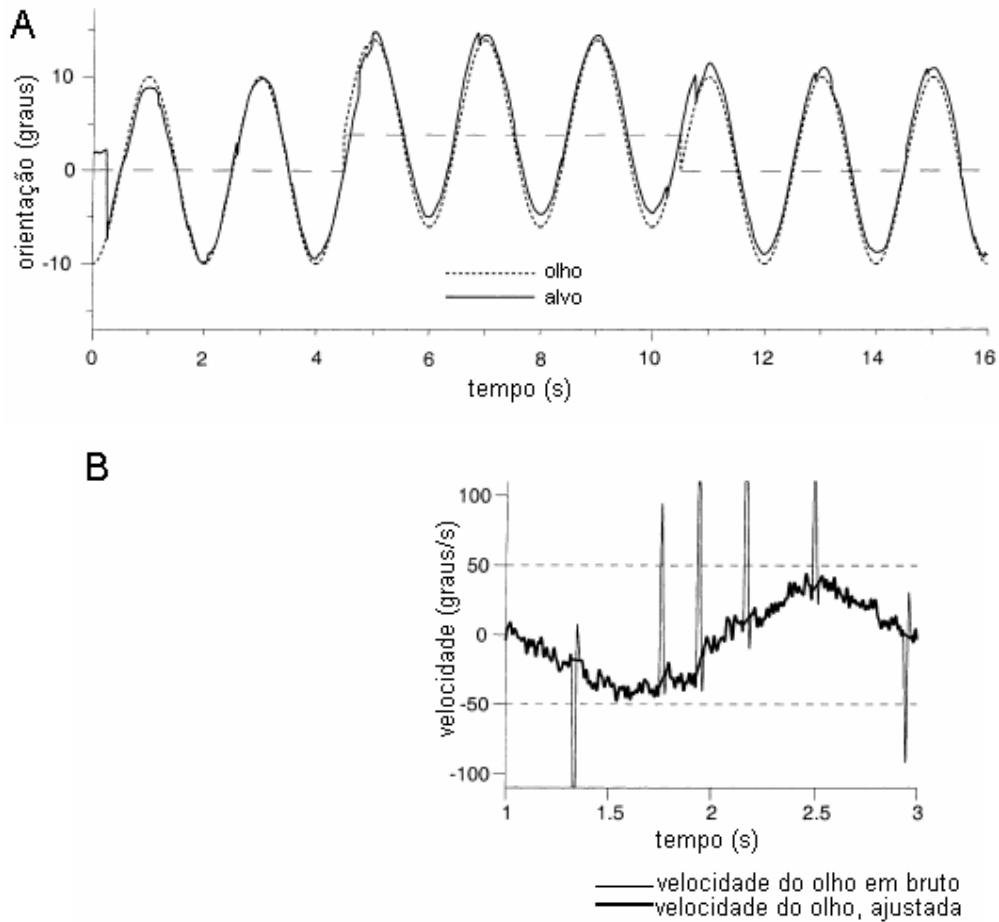 A
orientação (graus)
10
0
-10
olho
alvo
0 2 4 6 8 10 12 14 16
tempo (s)
B
velocidade (graus/s)
100
50
0
-50
-100
1 1.5 2 2.5 3
tempo (s)
velocidade do olho em bruto
velocidade do olho, ajustada